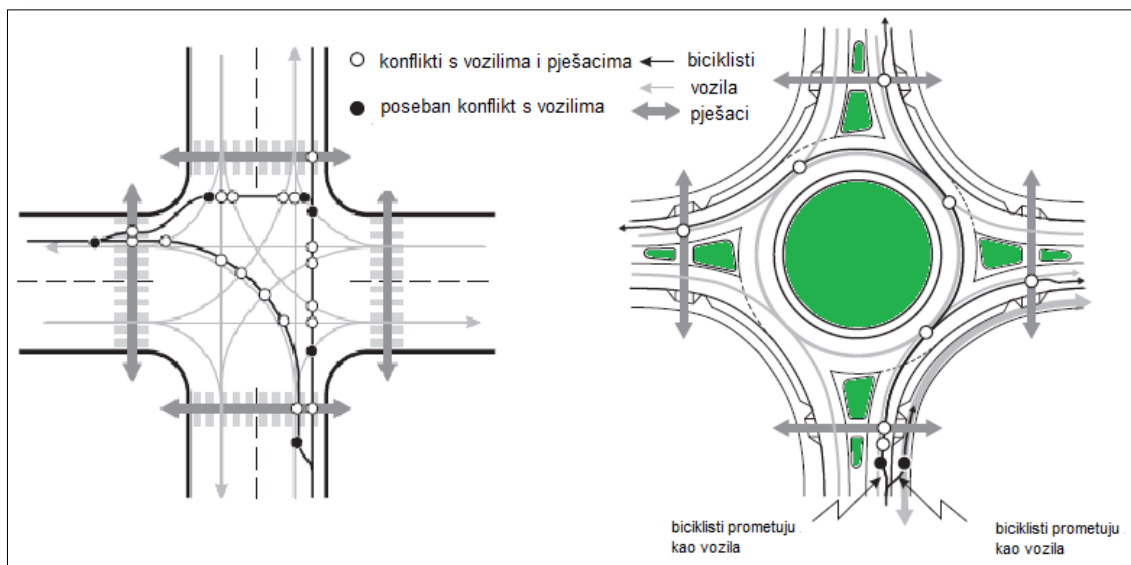 konflikti s vozilima i pješacima
poseban konflikt s vozilima
biciklisti
vozila
pješaci
biciklisti prometuju
kao vozila
biciklisti prometuju
kao vozila